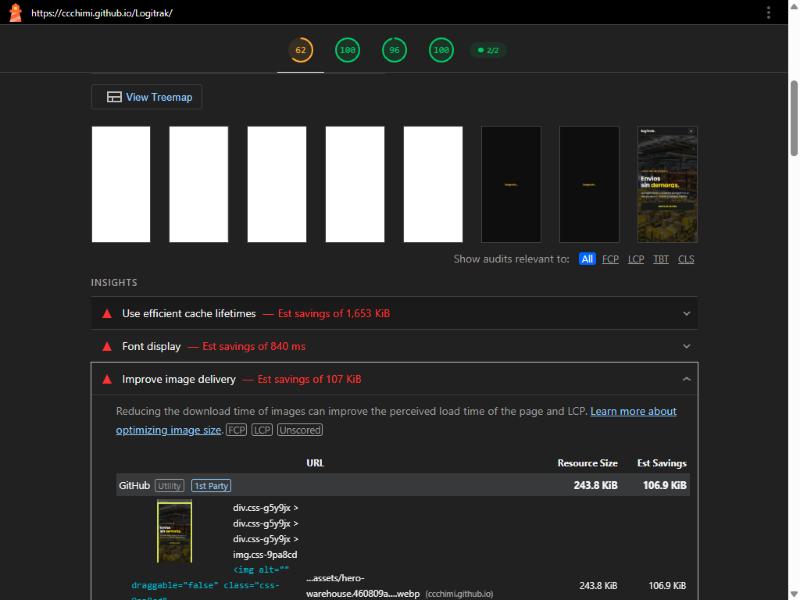 https://ccchimi.github.io/Logitrak/
62 100 96 100 2/2
View Treemap
Envíos
sin demoras.
Show audits relevant to: All FCP LCP TBT CLS
INSIGHTS
Use efficient cache lifetimes — Est savings of 1,653 KiB
Font display — Est savings of 840 ms
Improve image delivery — Est savings of 107 KiB
Reducing the download time of images can improve the perceived load time of the page and LCP. Learn more about
optimizing image size. FCP LCP Unscored
URL Resource Size Est Savings
GitHub Utility 1st Party 243.8 KiB 106.9 KiB
div.css-g5y9jx >
div.css-g5y9jx >
div.css-g5y9jx >
img.css-9pa8cd
<img alt=""
draggable="false" class="css-
…assets/hero-
warehouse.460809a….webp (ccchimi.github.io) 243.8 KiB 106.9 KiB